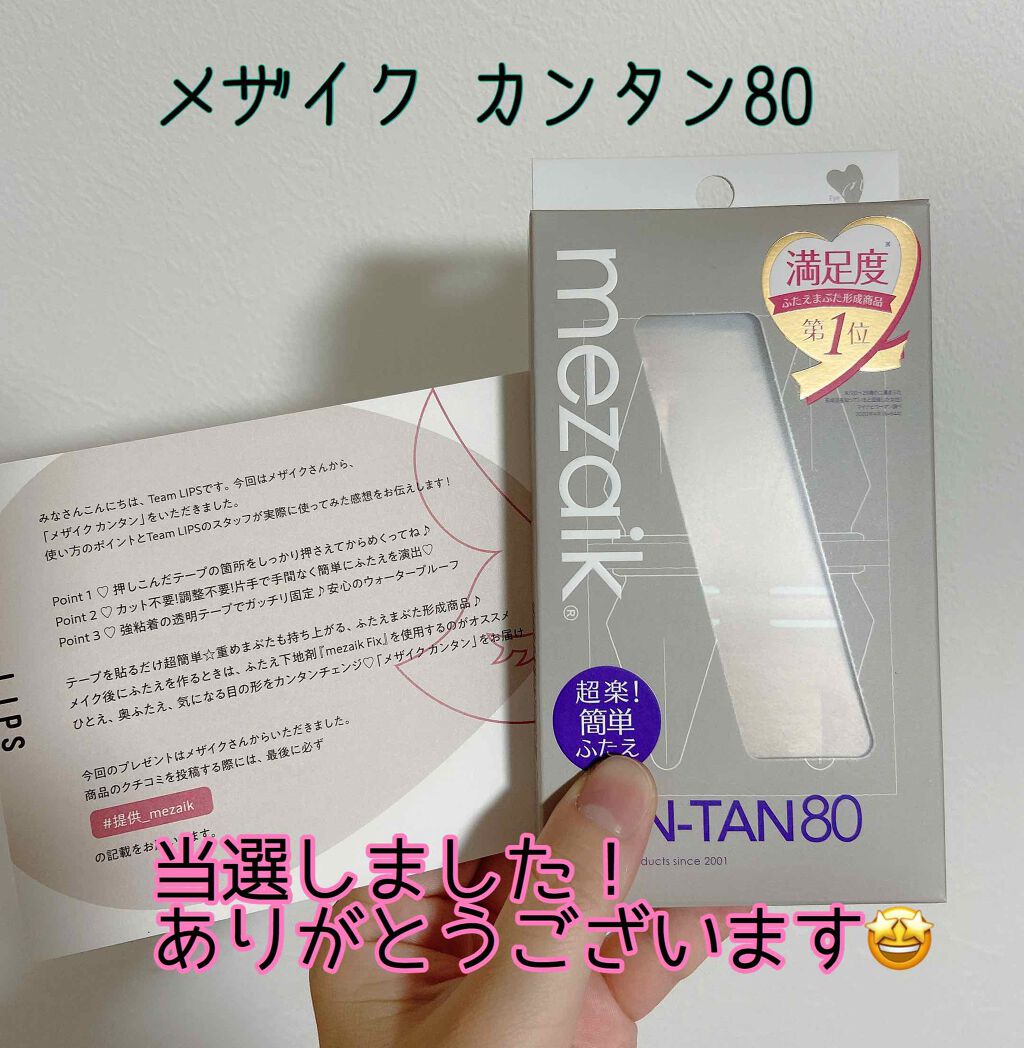 メザイク カンタン80
Eye
満足度
※
ふたえまぶた形成商品
第1位
mezaik®
超楽!
簡単
ふたえ
N-TAN80
oducts since 2001
LIPS
みなさんこんにちは、Team LIPSです。今回はメザイクさんから、
「メザイク カンタン」をいただきました。
使い方のポイントとTeam LIPSのスタッフが実際に使ってみた感想をお伝えします!
Point 1 ♡ 押しこんだテープの箇所をしっかり押さえてからめくってね♪
Point 2 ♡ カット不要!調整不要!片手で手間なく簡単にふたえを演出♡
Point 3 ♡ 強粘着の透明テープでガッチリ固定♪安心のウォータープルーフ
テープを貼るだけ超簡単☆重めまぶたも持ち上がる、ふたえまぶた形成商品♪
メイク後にふたえを作るときは、ふたえ下地剤『mezaik Fix』を使用するのがオススメ
ひとえ、奥ふたえ、気になる目の形をカンタンチェンジ♡「メザイク カンタン」をお届け
今回のプレゼントはメザイクさんからいただきました。
商品のクチコミを投稿する際には、最後に必ず
#提供_mezaik
の記載をお
います。
当選しました!
ありがとうございます🤩